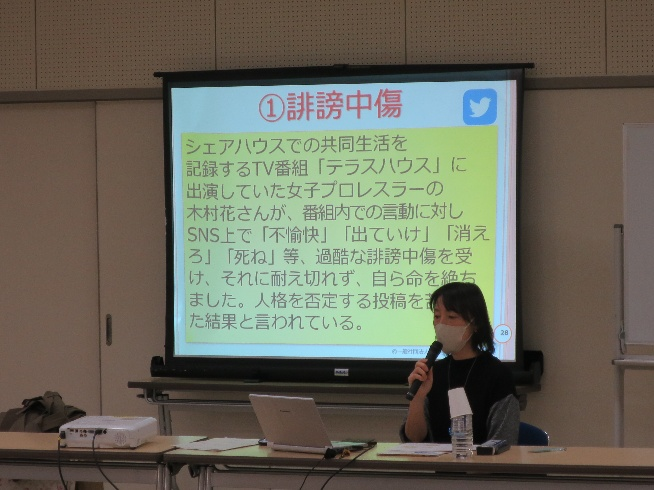 ①誹謗中傷
シェアハウスでの共同生活を
記録するTV番組「テラスハウス」に
出演していた女子プロレスラーの
木村花さんが、番組内での言動に対し
SNS上で「不愉快」「出ていけ」「消え
ろ」「死ね」等、過酷な誹謗中傷を受
け、それに耐え切れず、自ら命を絶ち
ました。人格を否定する投稿を
た結果と言われている。
28